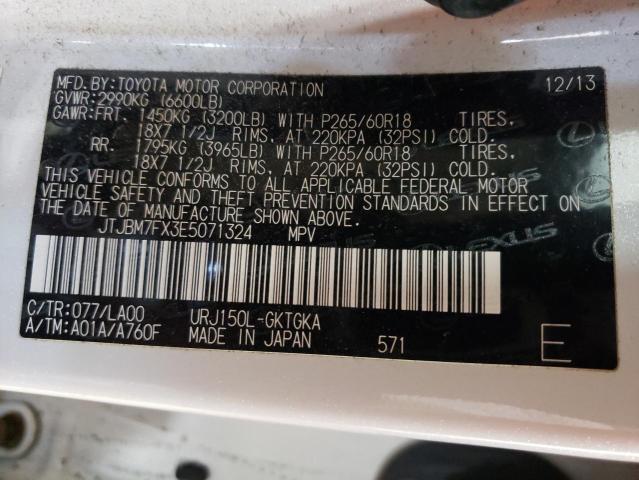 MFD.BY:TOYOTA MOTOR CORPORATION 12/13
GVWR:2990KG (6600LB)
GAWR:FRT. 1450KG (3200LB) WITH P265/60R18 TIRES,
18X7 1/2J RIMS, AT 220KPA (32PSI) COLD.
RR. 1795KG (3965LB) WITH P265/60R18 TIRES,
18X7 1/2J RIMS, AT 220KPA (32PSI) COLD.
THIS VEHICLE CONFORMS TO ALL APPLICABLE FEDERAL MOTOR
VEHICLE SAFETY AND THEFT PREVENTION STANDARDS IN EFFECT ON
THE DATE OF MANUFACTURE SHOWN ABOVE.
JTJBM7FX3E5071324 MPV
LEXUS
C/TR:077/LA00 URJ150L-GKTGKA
A/TM:A01A/A760F MADE IN JAPAN 571 E